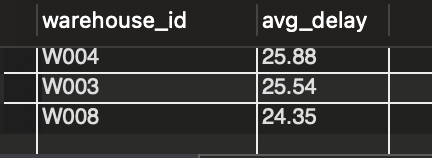 warehouse_id avg_delay
W004 25.88
W003 25.54
W008 24.35